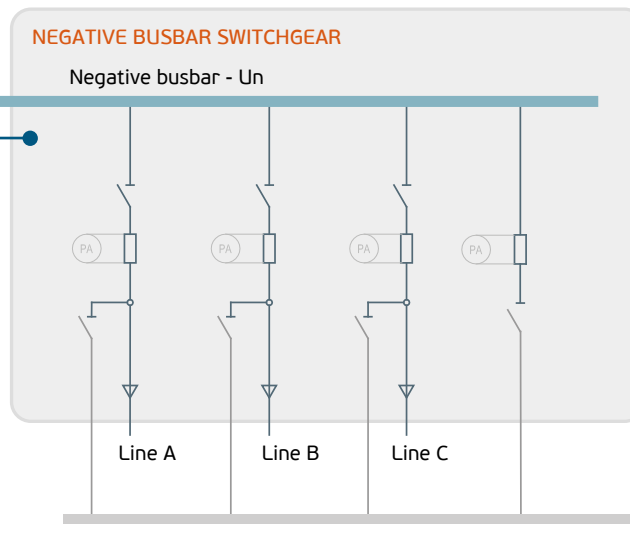 NEGATIVE BUSBAR SWITCHGEAR
Negative busbar - Un
PA PA PA PA
Line A Line B Line C